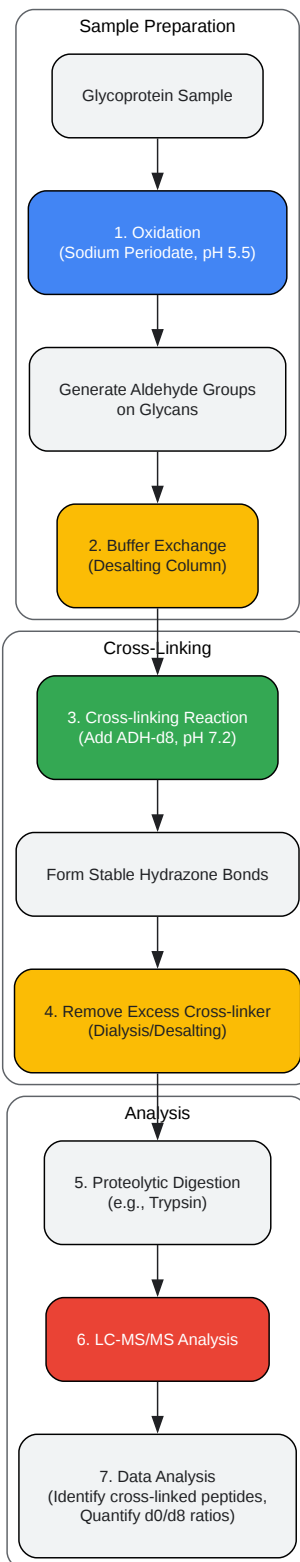 Sample Preparation
Glycoprotein Sample
1. Oxidation
(Sodium Periodate, pH 5.5)
Generate Aldehyde Groups
on Glycans
2. Buffer Exchange
(Desalting Column)
Cross-Linking
3. Cross-linking Reaction
(Add ADH-d8, pH 7.2)
Form Stable Hydrazone Bonds
4. Remove Excess Cross-linker
(Dialysis/Desalting)
Analysis
5. Proteolytic Digestion
(e.g., Trypsin)
6. LC-MS/MS Analysis
7. Data Analysis
(Identify cross-linked peptides,
Quantify d0/d8 ratios)